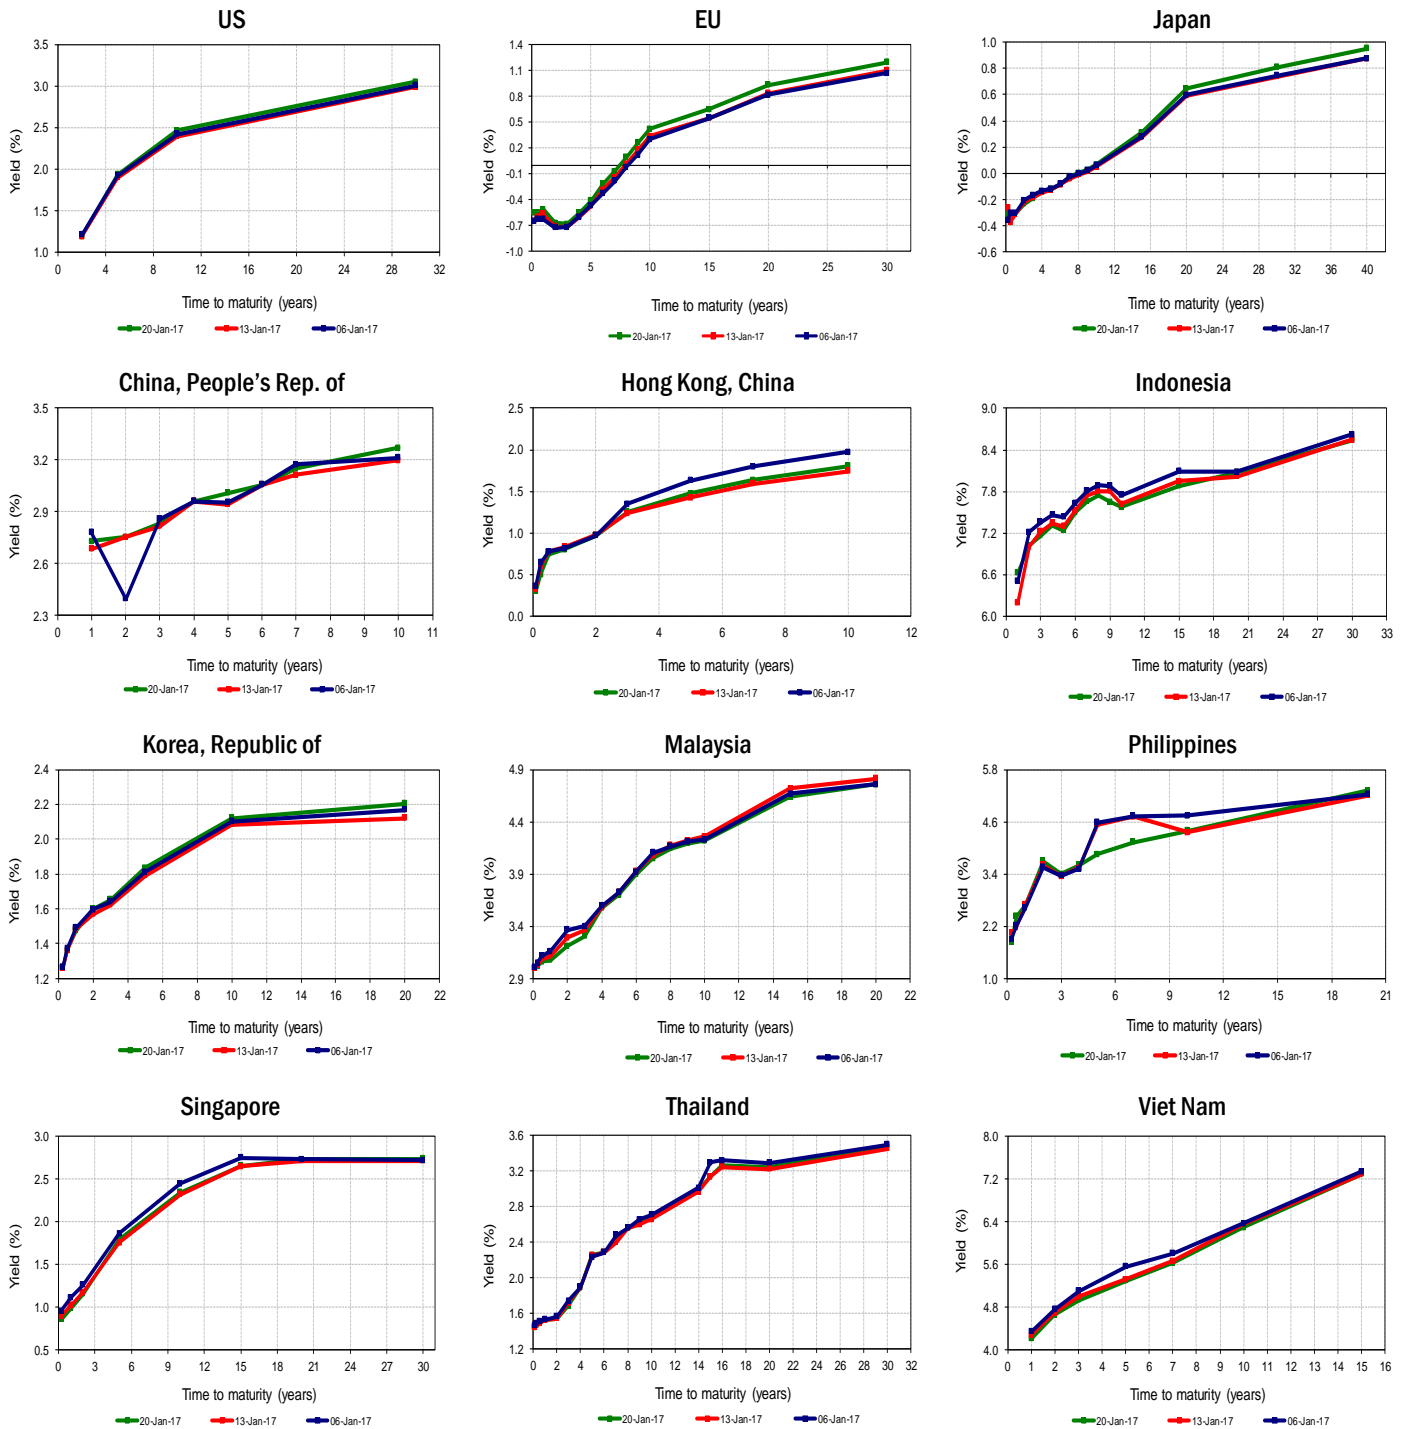 US
EU
Japan
3.5
3.0
2.5
2.0
1.5
1.0
Yield (%)
0 4 8 12 16 20 24 28 32
Time to maturity (years)
20-Jan-17 13-Jan-17 06-Jan-17
1.4
1.1
0.8
0.5
0.2
-0.1
-0.4
-0.7
-1.0
Yield (%)
0 5 10 15 20 25 30
Time to maturity (years)
20-Jan-17 13-Jan-17 06-Jan-17
1.0
0.8
0.6
0.4
0.2
0.0
-0.2
-0.4
-0.6
Yield (%)
0 4 8 12 16 20 24 28 32 36 40
Time to maturity (years)
20-Jan-17 13-Jan-17 06-Jan-17
China, People’s Rep. of
Hong Kong, China
Indonesia
3.5
3.2
2.9
2.6
2.3
Yield (%)
0 1 2 3 4 5 6 7 8 9 10 11
Time to maturity (years)
20-Jan-17 13-Jan-17 06-Jan-17
2.5
2.0
1.5
1.0
0.5
0.0
Yield (%)
0 2 4 6 8 10 12
Time to maturity (years)
20-Jan-17 13-Jan-17 06-Jan-17
9.0
8.4
7.8
7.2
6.6
6.0
Yield (%)
0 3 6 9 12 15 18 21 24 27 30 33
Time to maturity (years)
20-Jan-17 13-Jan-17 06-Jan-17
Korea, Republic of
Malaysia
Philippines
2.4
2.2
2.0
1.8
1.6
1.4
1.2
Yield (%)
0 2 4 6 8 10 12 14 16 18 20 22
Time to maturity (years)
20-Jan-17 13-Jan-17 06-Jan-17
4.9
4.4
3.9
3.4
2.9
Yield (%)
0 2 4 6 8 10 12 14 16 18 20 22
Time to maturity (years)
20-Jan-17 13-Jan-17 06-Jan-17
5.8
4.6
3.4
2.2
1.0
Yield (%)
0 3 6 9 12 15 18 21
Time to maturity (years)
20-Jan-17 13-Jan-17 06-Jan-17
Singapore
Thailand
Viet Nam
3.0
2.5
2.0
1.5
1.0
0.5
Yield (%)
0 3 6 9 12 15 18 21 24 27 30
Time to maturity (years)
20-Jan-17 13-Jan-17 06-Jan-17
3.6
3.2
2.8
2.4
2.0
1.6
1.2
Yield (%)
0 2 4 6 8 10 12 14 16 18 20 22 24 26 28 30 32
Time to maturity (years)
20-Jan-17 13-Jan-17 06-Jan-17
8.0
7.2
6.4
5.6
4.8
4.0
Yield (%)
0 1 2 3 4 5 6 7 8 9 10 11 12 13 14 15 16
Time to maturity (years)
20-Jan-17 13-Jan-17 06-Jan-17